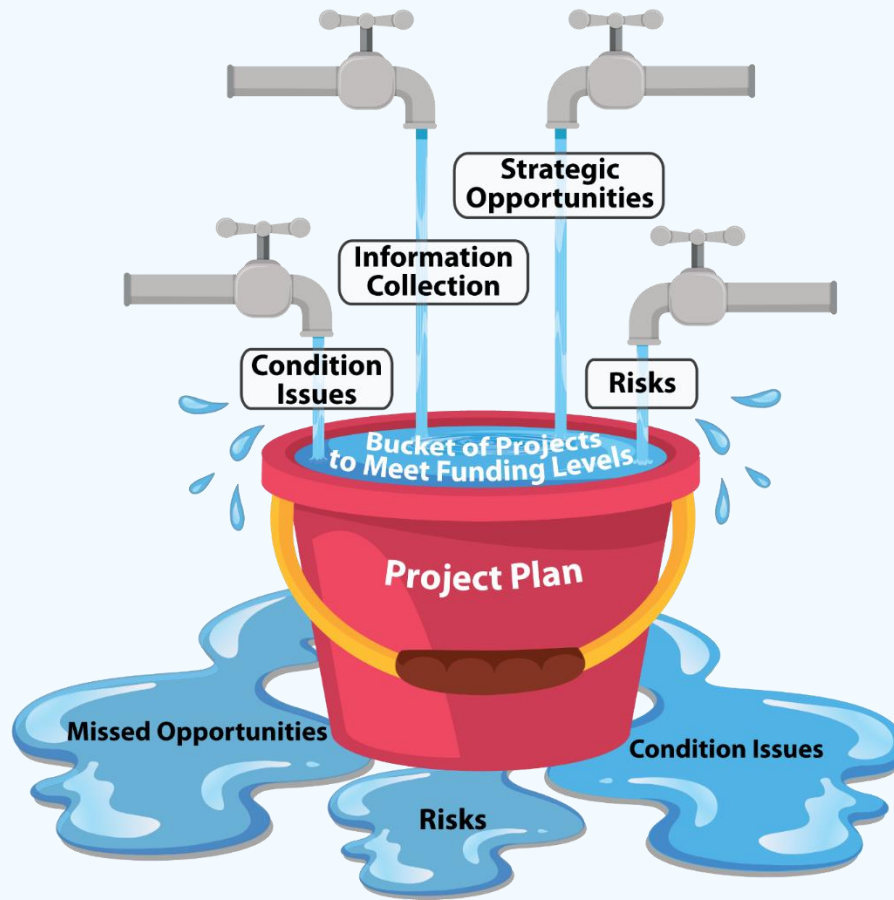 Strategic
Opportunities
Information
Collection
Condition
Issues
Risks
Bucket of Projects
to Meet Funding Levels
Project Plan
Missed Opportunities
Condition Issues
Risks